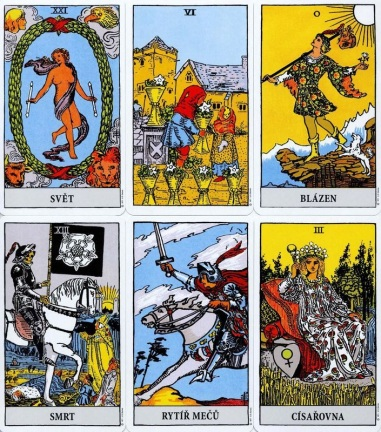 XXI
SVĚT
VI
0
BLÁZEN
XIII
SMRT
RYTÍŘ MEČŮ
III
CÍSAŘOVNA